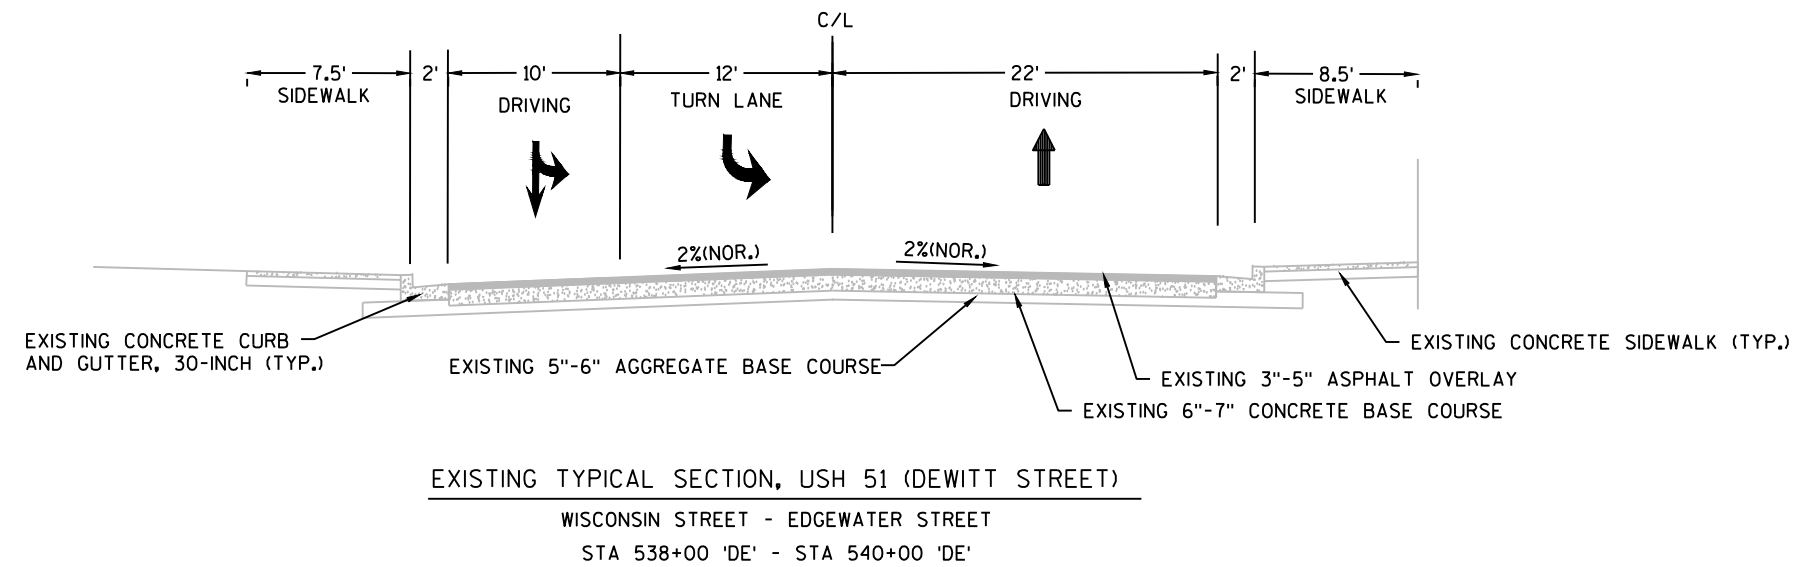 C/L
7.5' 2' 10' 12' 22' 2' 8.5'
SIDEWALK DRIVING TURN LANE DRIVING SIDEWALK
2%(NOR.) 2%(NOR.)
EXISTING CONCRETE CURB
AND GUTTER, 30-INCH (TYP.)
EXISTING 5"-6" AGGREGATE BASE COURSE
EXISTING CONCRETE SIDEWALK (TYP.)
EXISTING 3"-5" ASPHALT OVERLAY
EXISTING 6"-7" CONCRETE BASE COURSE
EXISTING TYPICAL SECTION, USH 51 (DEWITT STREET)
WISCONSIN STREET - EDGEWATER STREET
STA 538+00 'DE' - STA 540+00 'DE'